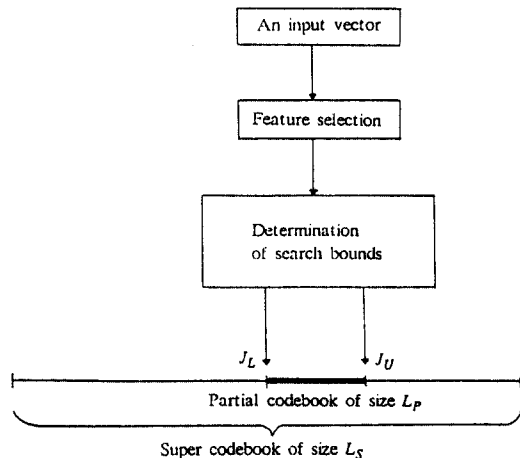 An input vector
Feature selection
Determination
of search bounds
J_L J_U
Partial codebook of size L_P
Super codebook of size L_S